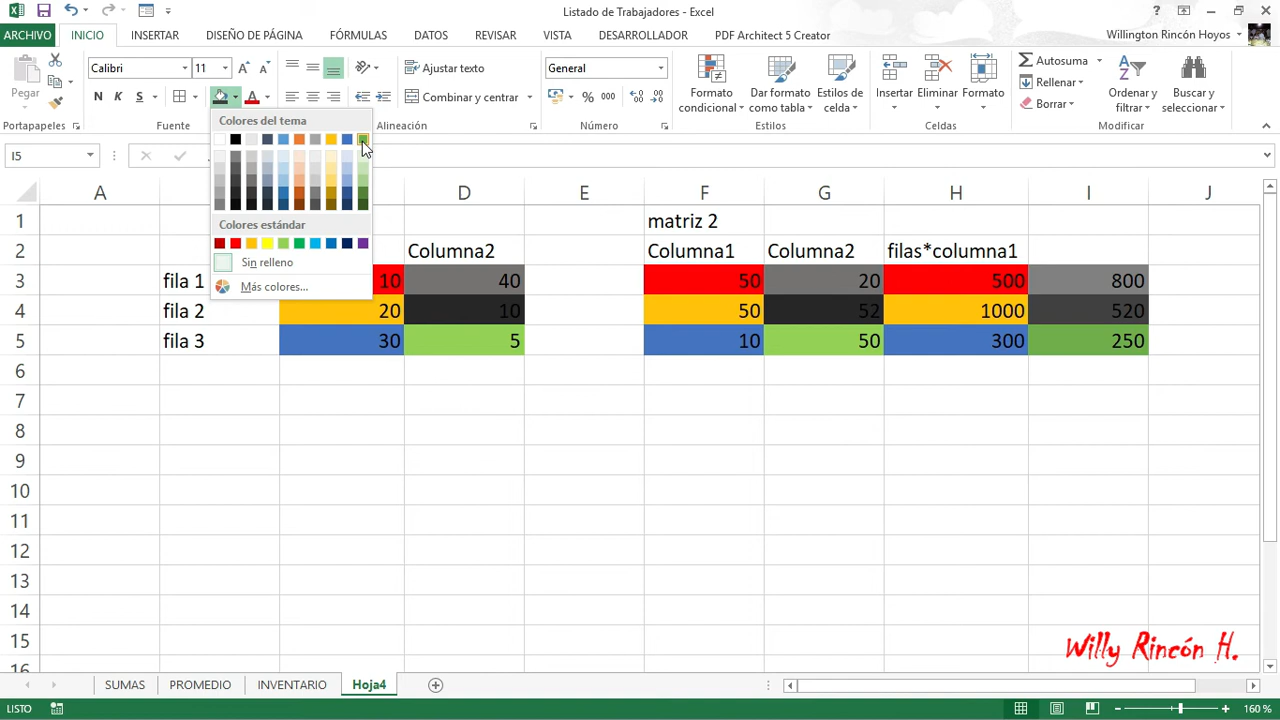 Listado de Trabajadores - Excel
ARCHIVO INICIO INSERTAR DISEÑO DE PÁGINA FÓRMULAS DATOS REVISAR VISTA DESARROLLADOR PDF Architect 5 Creator Willington Rincón Hoyos
Pegar
Calibri 11
N K S
Ajustar texto
Combinar y centrar
General
% 000
Formato condicional
Dar formato como tabla
Estilos de celda
Insertar Eliminar Formato
Autosuma
Rellenar
Borrar
Ordenar y filtrar
Buscar y seleccionar
Portapapeles Fuente Alineación Número Estilos Celdas Modificar
Colores del tema
Colores estándar
Sin relleno
Más colores...
I5
A D E F G H I J
1 matriz 2
2 Columna2 Columna1 Columna2 filas*columna1
3 fila 1 10 40 50 20 500 800
4 fila 2 20 10 50 52 1000 520
5 fila 3 30 5 10 50 300 250
6
7
8
9
10
11
12
13
14
15
Willy Rincón H.
SUMAS PROMEDIO INVENTARIO Hoja4
LISTO 160 %